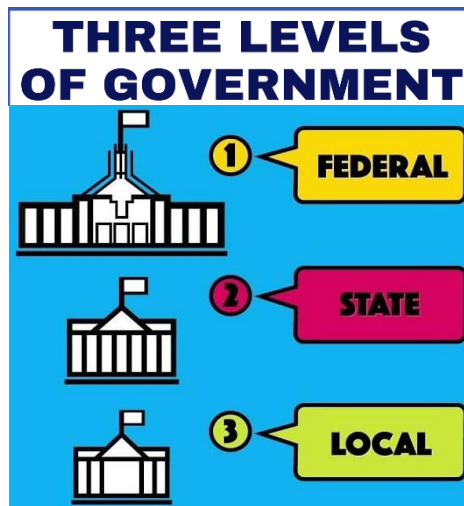 THREE LEVELS
OF GOVERNMENT
1 FEDERAL
2 STATE
3 LOCAL